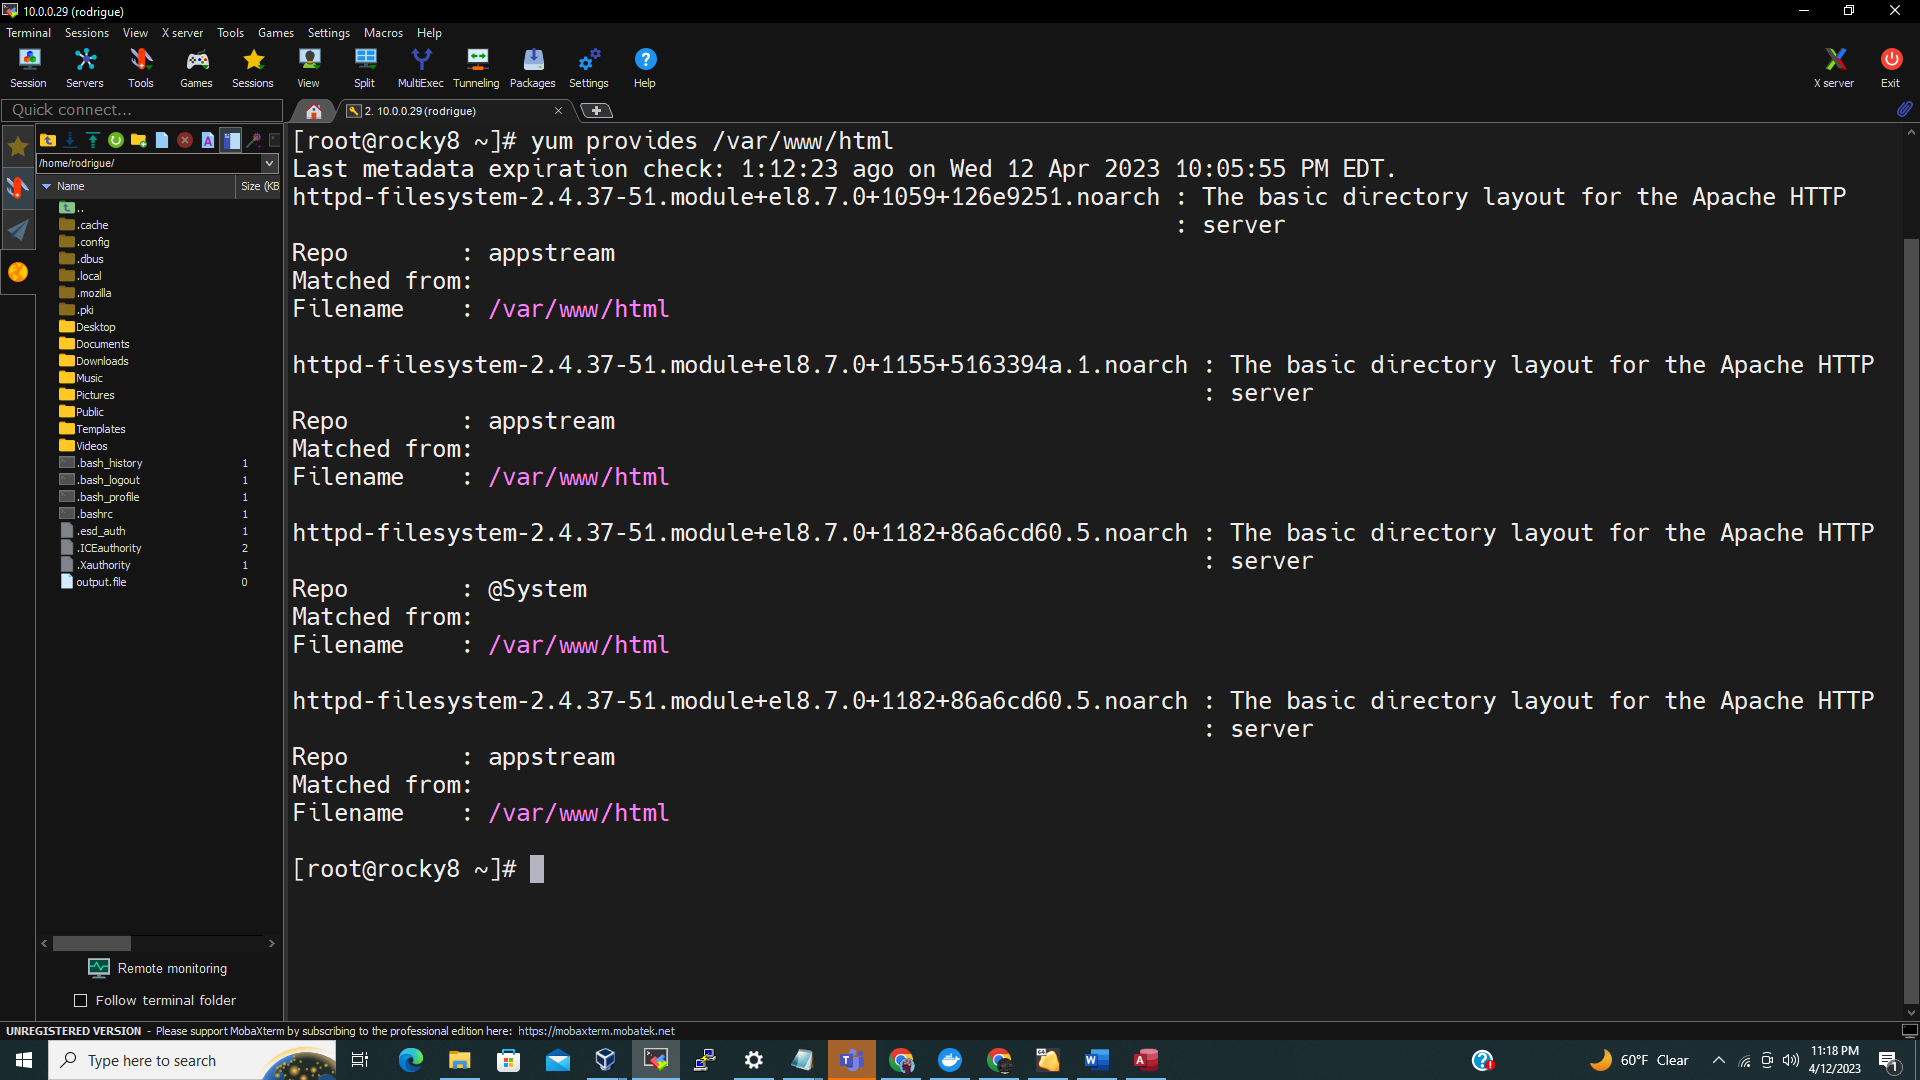 10.0.0.29 (rodrigue)
Terminal Sessions View X server Tools Games Settings Macros Help
Session Servers Tools Games Sessions View Split MultiExec Tunneling Packages Settings Help X server Exit
Quick connect...
2. 10.0.0.29 (rodrigue)
/home/rodrigue/
Name Size (KB
..
.cache
.config
.dbus
.local
.mozilla
.pki
Desktop
Documents
Downloads
Music
Pictures
Public
Templates
Videos
.bash_history 1
.bash_logout 1
.bash_profile 1
.bashrc 1
.esd_auth 1
.ICEauthority 2
.Xauthority 1
output.file 0
Remote monitoring
Follow terminal folder
[root@rocky8 ~]# yum provides /var/www/html
Last metadata expiration check: 1:12:23 ago on Wed 12 Apr 2023 10:05:55 PM EDT.
httpd-filesystem-2.4.37-51.module+el8.7.0+1059+126e9251.noarch : The basic directory layout for the Apache HTTP
: server
Repo : appstream
Matched from:
Filename : /var/www/html
httpd-filesystem-2.4.37-51.module+el8.7.0+1155+5163394a.1.noarch : The basic directory layout for the Apache HTTP
: server
Repo : appstream
Matched from:
Filename : /var/www/html
httpd-filesystem-2.4.37-51.module+el8.7.0+1182+86a6cd60.5.noarch : The basic directory layout for the Apache HTTP
: server
Repo : @System
Matched from:
Filename : /var/www/html
httpd-filesystem-2.4.37-51.module+el8.7.0+1182+86a6cd60.5.noarch : The basic directory layout for the Apache HTTP
: server
Repo : appstream
Matched from:
Filename : /var/www/html
[root@rocky8 ~]#
UNREGISTERED VERSION - Please support MobaXterm by subscribing to the professional edition here: https://mobaxterm.mobatek.net
Type here to search
60°F Clear
11:18 PM
4/12/2023
1